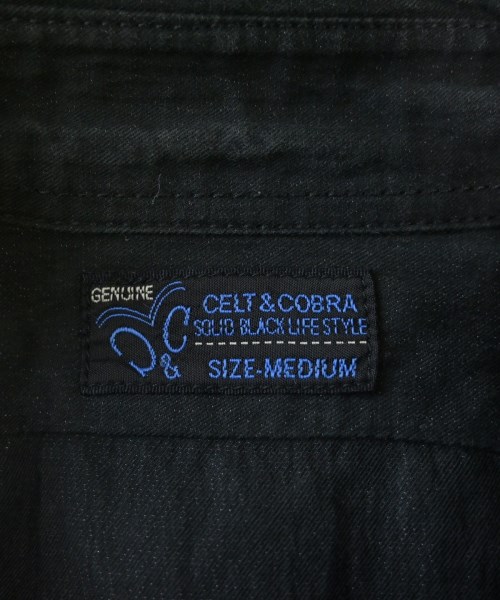 GENUINE
CELT & COBRA
SOLID BLACK LIFE STYLE
C
&
SIZE-MEDIUM